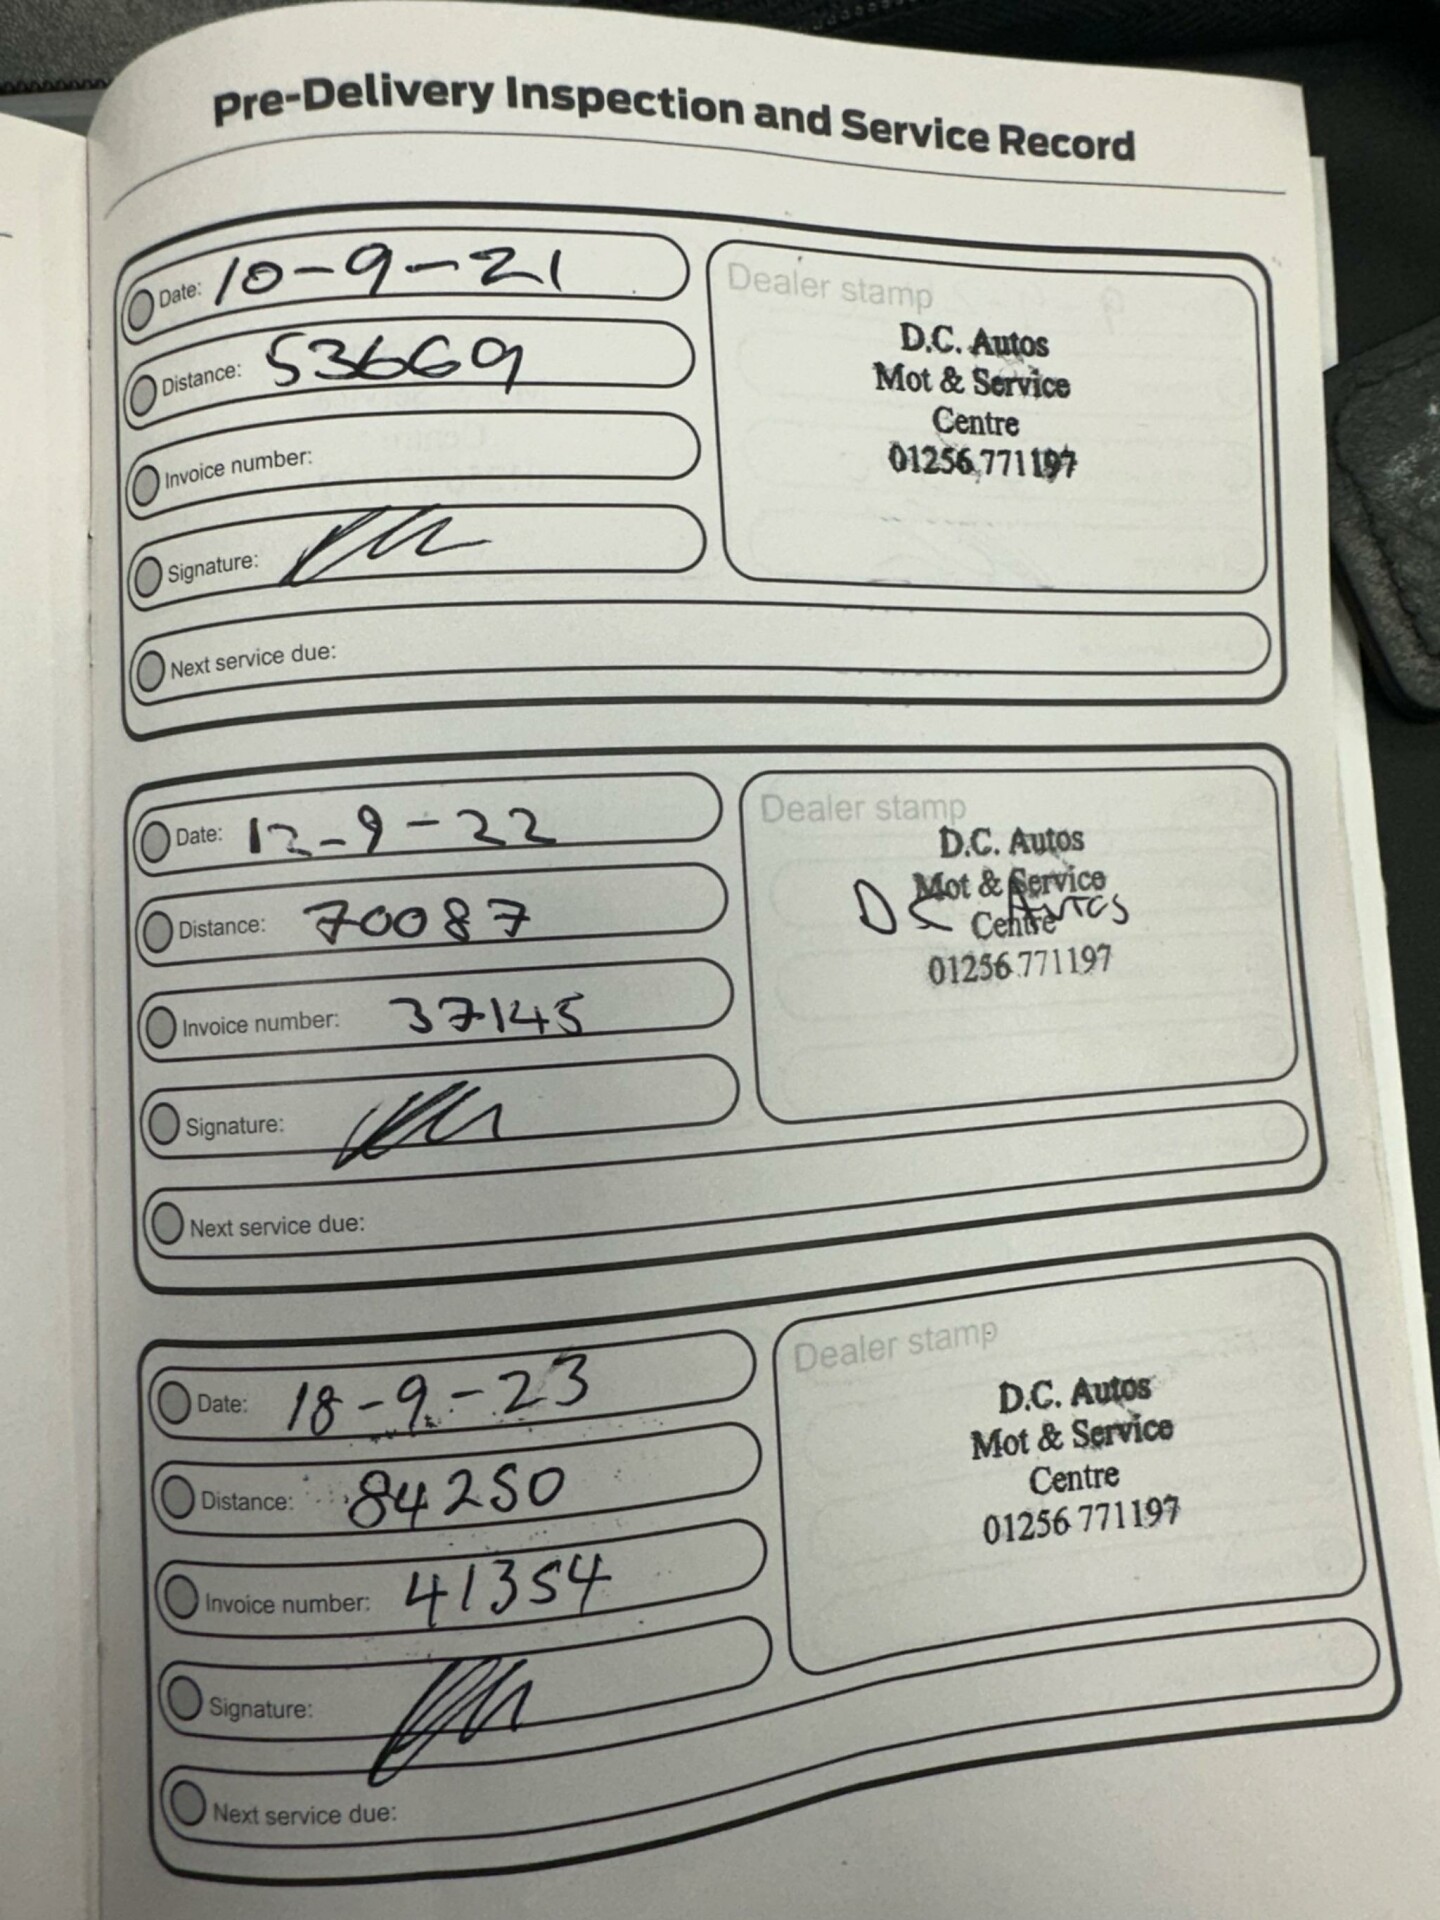 Pre-Delivery Inspection and Service Record
Date: 10-9-21
Distance: 53669
Invoice number:
Signature:
Next service due:
Dealer stamp
D.C. Autos
Mot & Service
Centre
01256 771197
Date: 12-9-22
Distance: 70087
Invoice number: 37145
Signature:
Next service due:
Dealer stamp
D.C. Autos
Mot & Service
DC Autos
Centre
01256 771197
Date: 18-9-23
Distance: 84250
Invoice number: 41354
Signature:
Next service due:
Dealer stamp
D.C. Autos
Mot & Service
Centre
01256 771197